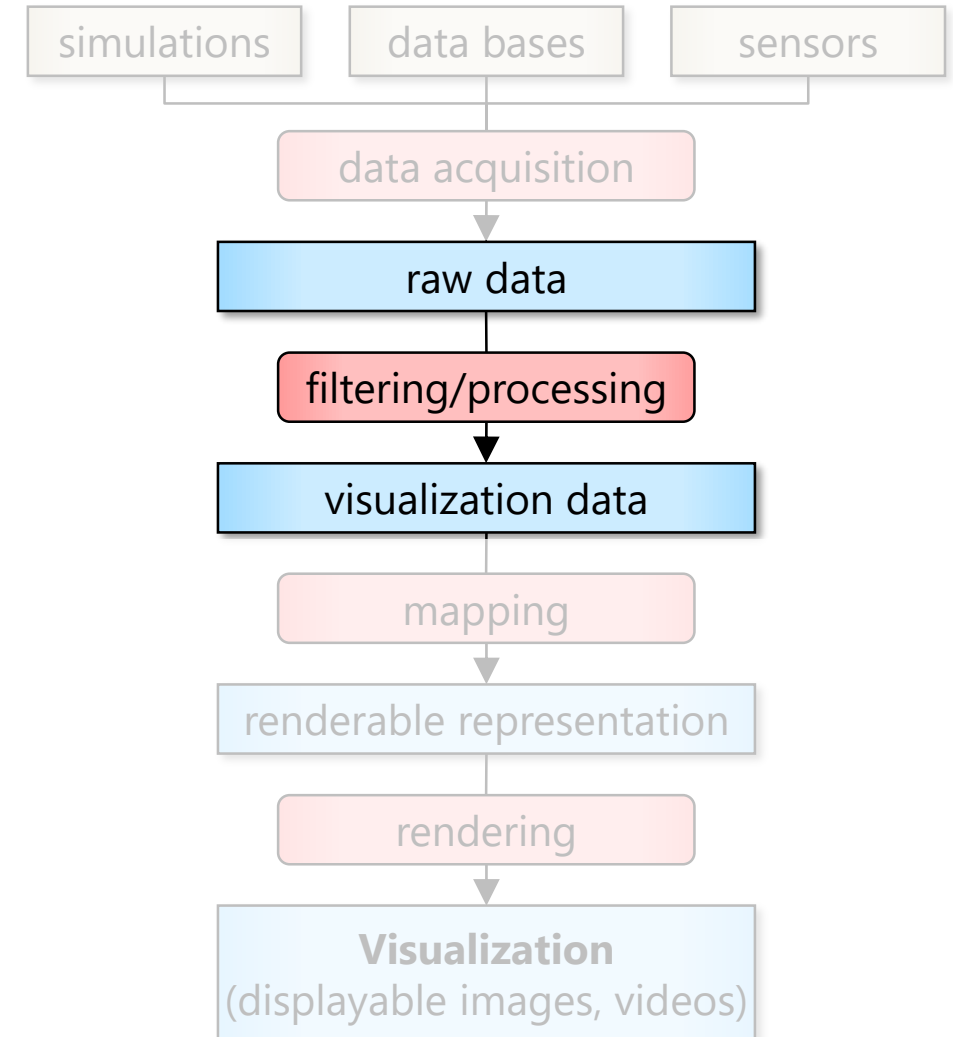 simulations
data bases
sensors
data acquisition
raw data
filtering/processing
visualization data
mapping
renderable representation
rendering
Visualization
(displayable images, videos)